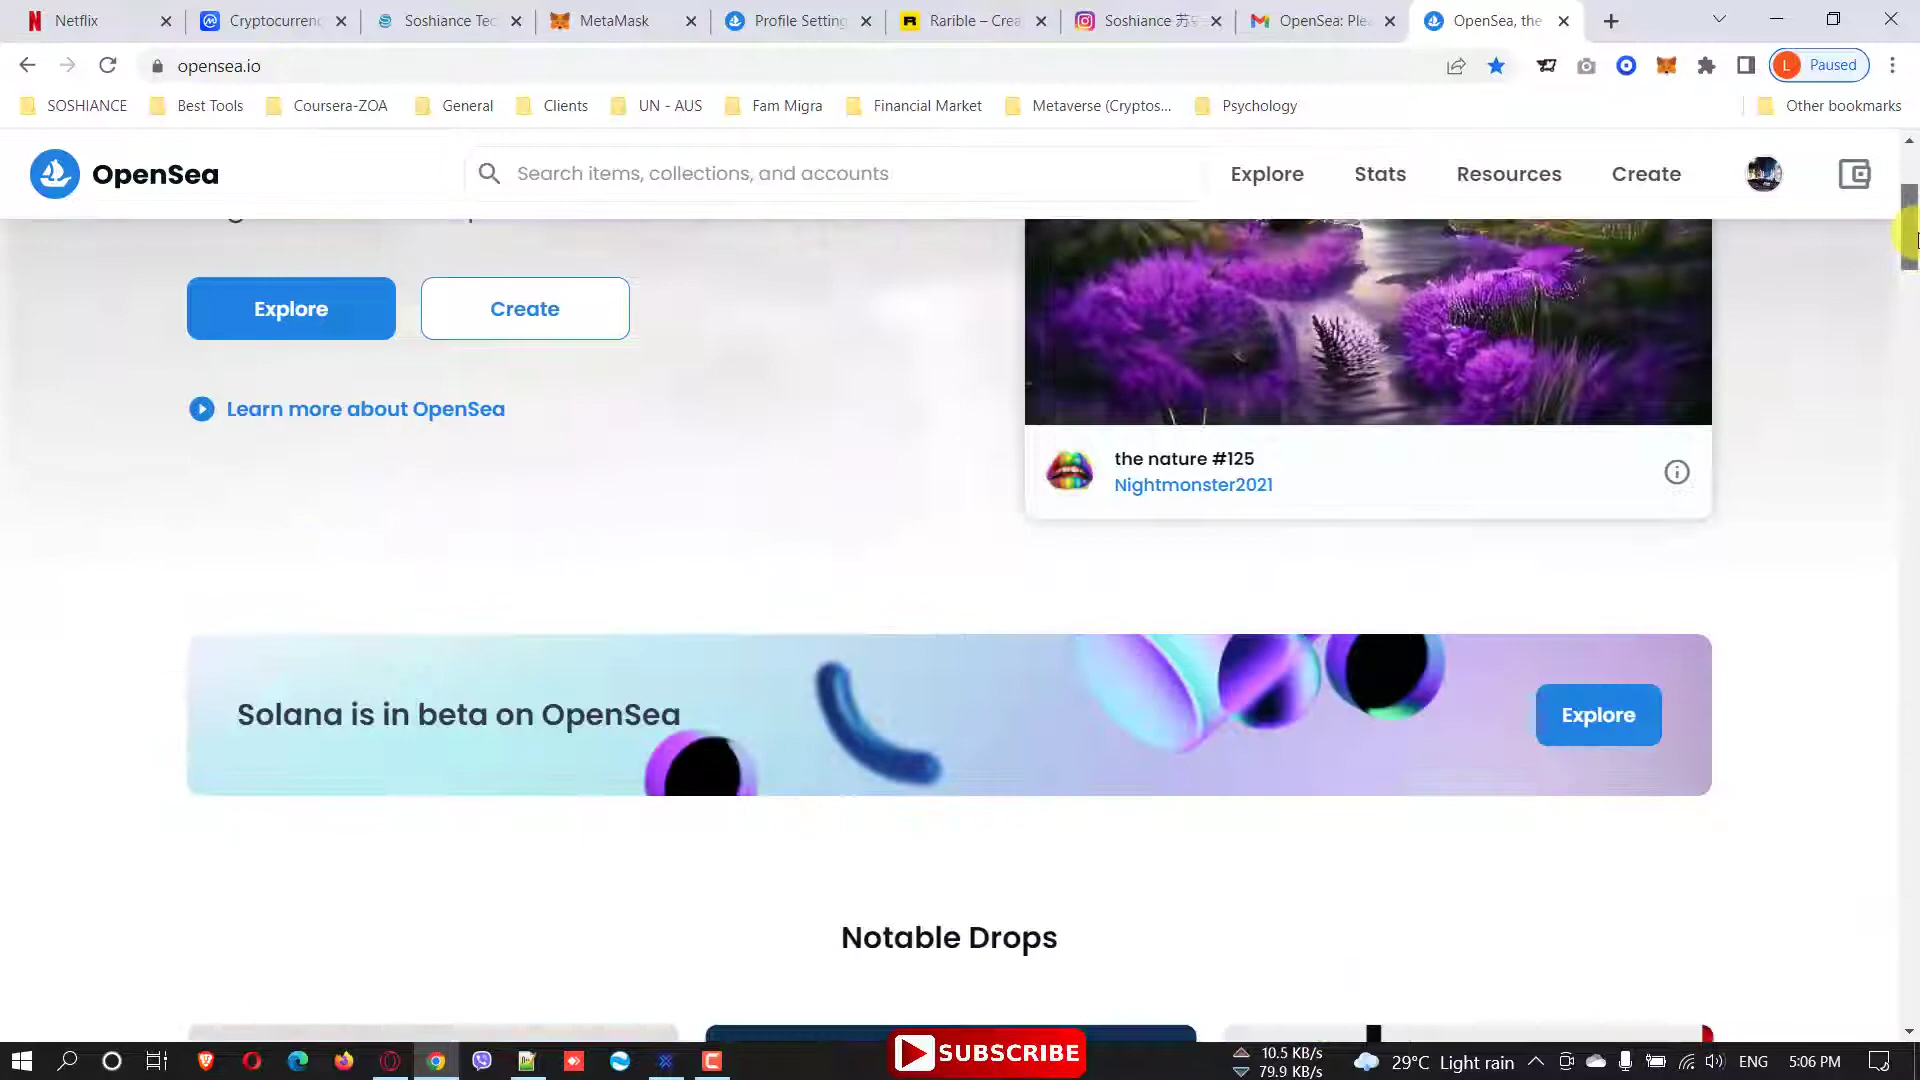 Netflix
Cryptocurren
Soshiance Tec
MetaMask
Profile Setting
Rarible – Crea
Soshiance 苏
OpenSea: Plea
OpenSea, the
opensea.io
L
Paused
SOSHIANCE
Best Tools
Coursera-ZOA
General
Clients
UN - AUS
Fam Migra
Financial Market
Metaverse (Cryptos...
Psychology
Other bookmarks
OpenSea
Search items, collections, and accounts
Explore
Stats
Resources
Create
Explore
Create
Learn more about OpenSea
the nature #125
Nightmonster2021
Solana is in beta on OpenSea
Explore
Notable Drops
SUBSCRIBE
10.5 KB/s
79.9 KB/s
29°C Light rain
ENG
5:06 PM